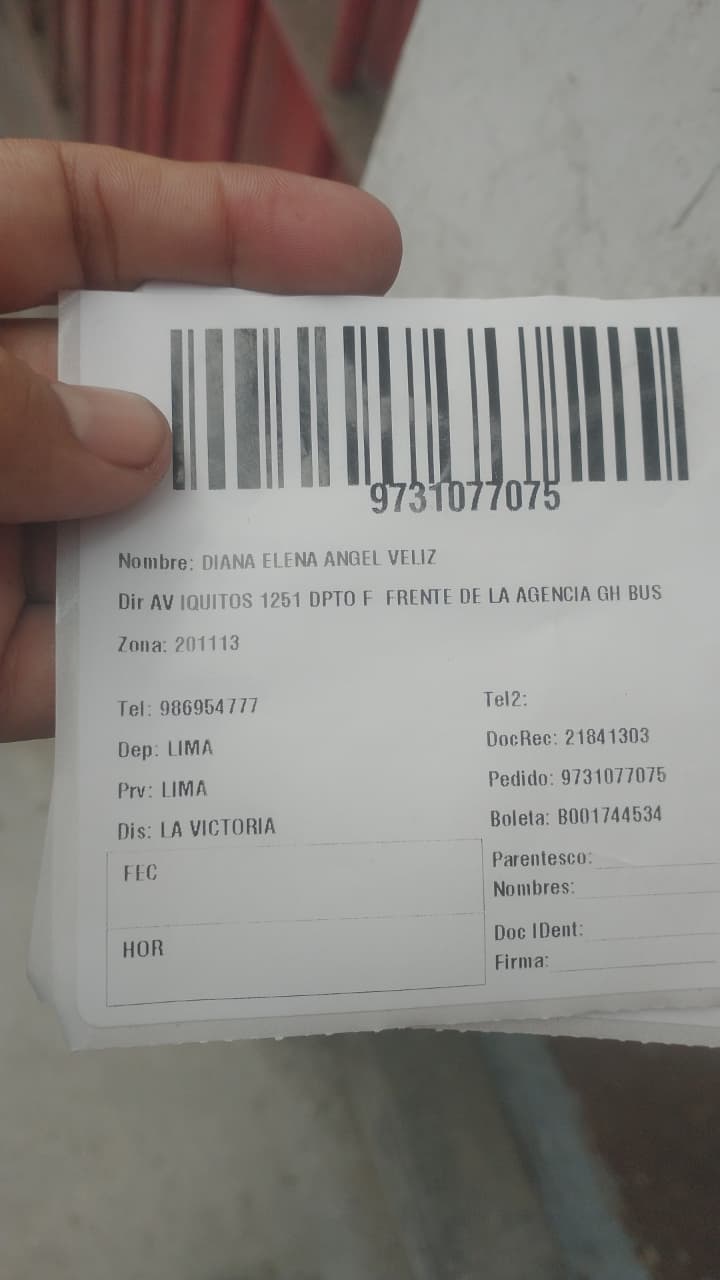 9731077075
Nombre: DIANA ELENA ANGEL VELIZ
Dir AV IQUITOS 1251 DPTO F FRENTE DE LA AGENCIA GH BUS
Zona: 201113
Tel: 986954777
Dep: LIMA
Prv: LIMA
Dis: LA VICTORIA
Tel2:
DocRec: 21841303
Pedido: 9731077075
Boleta: B001744534
FEC
HOR
Parentesco:
Nombres:
Doc IDent:
Firma: